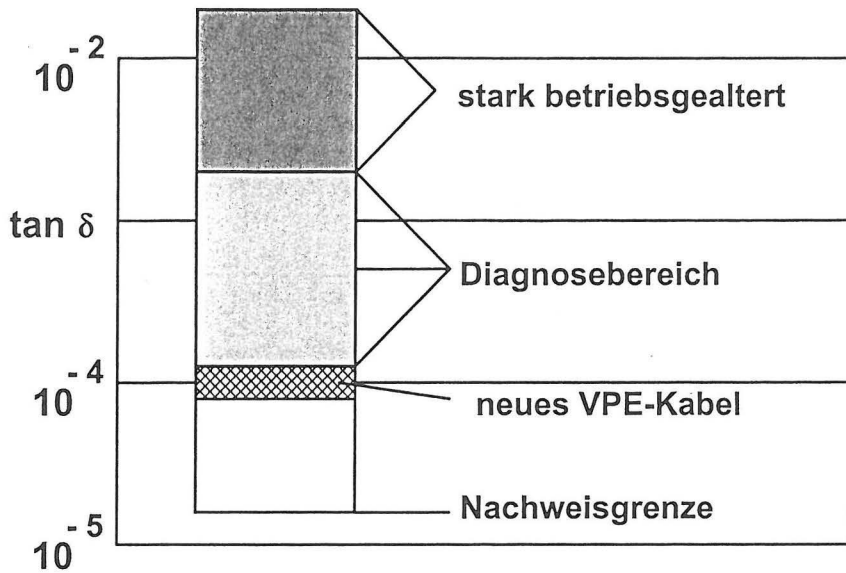 10⁻²
stark betriebsgealtert
tan δ
Diagnosebereich
10⁻⁴
neues VPE-Kabel
Nachweisgrenze
10⁻⁵